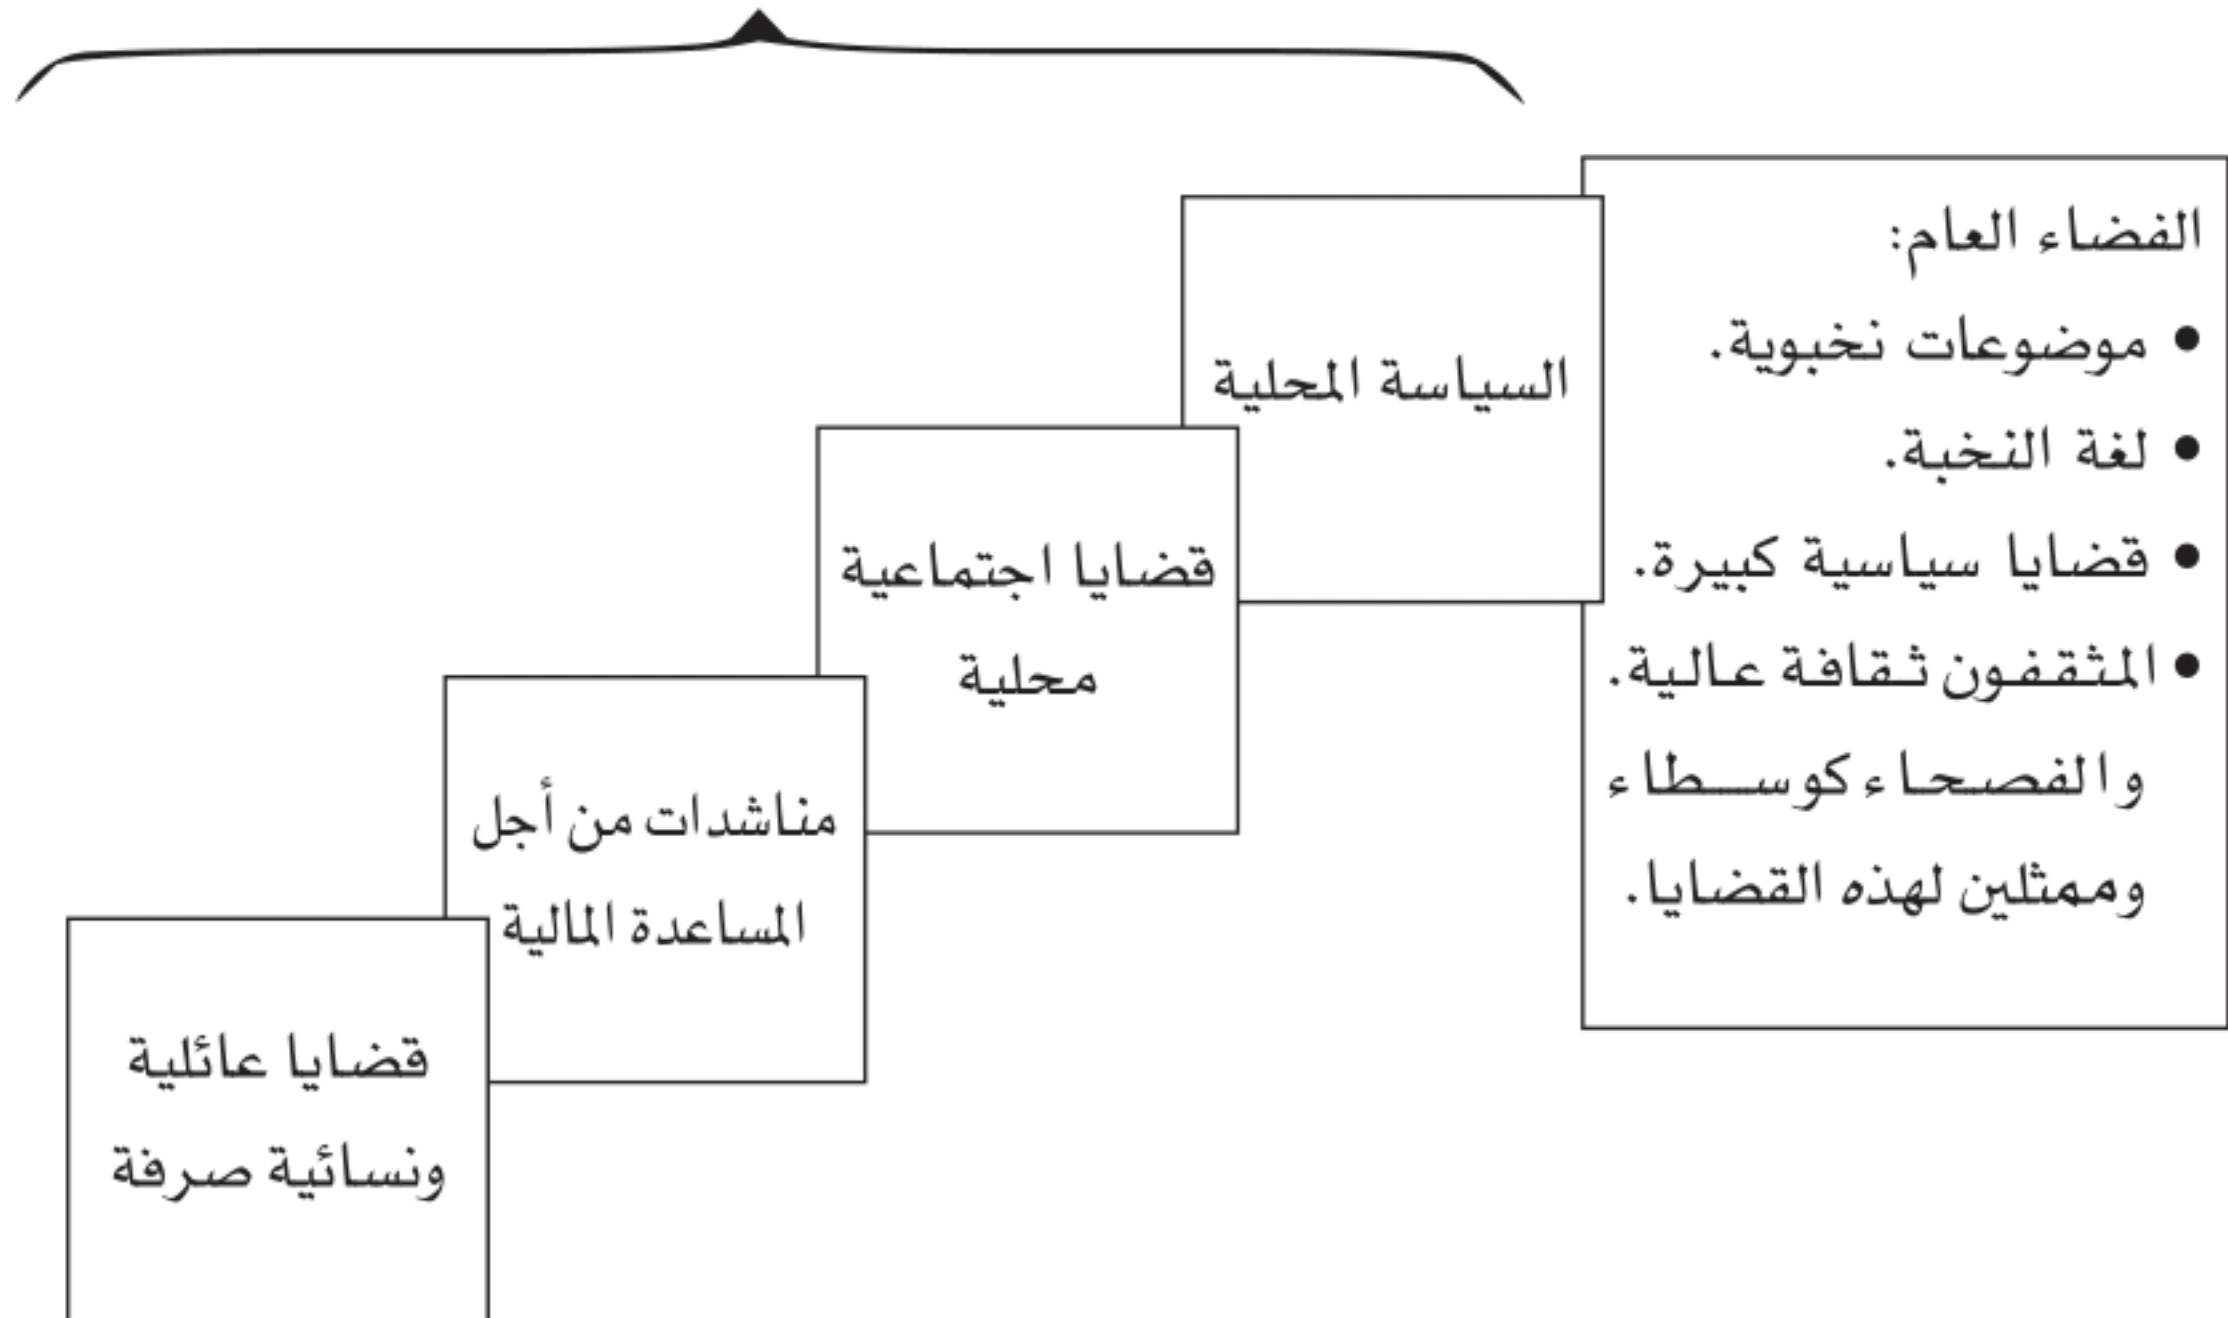 الفضاء العام:
• موضوعات نخبوية.
• لغة النخبة.
• قضايا سياسية كبيرة.
• المثقفون ثقافة عالية.
والفصحاء كوسطاء
وممثلين لهذه القضايا.
السياسة المحلية
قضايا اجتماعية
محلية
مناشدات من أجل
المساعدة المالية
قضايا عائلية
ونسائية صرفة